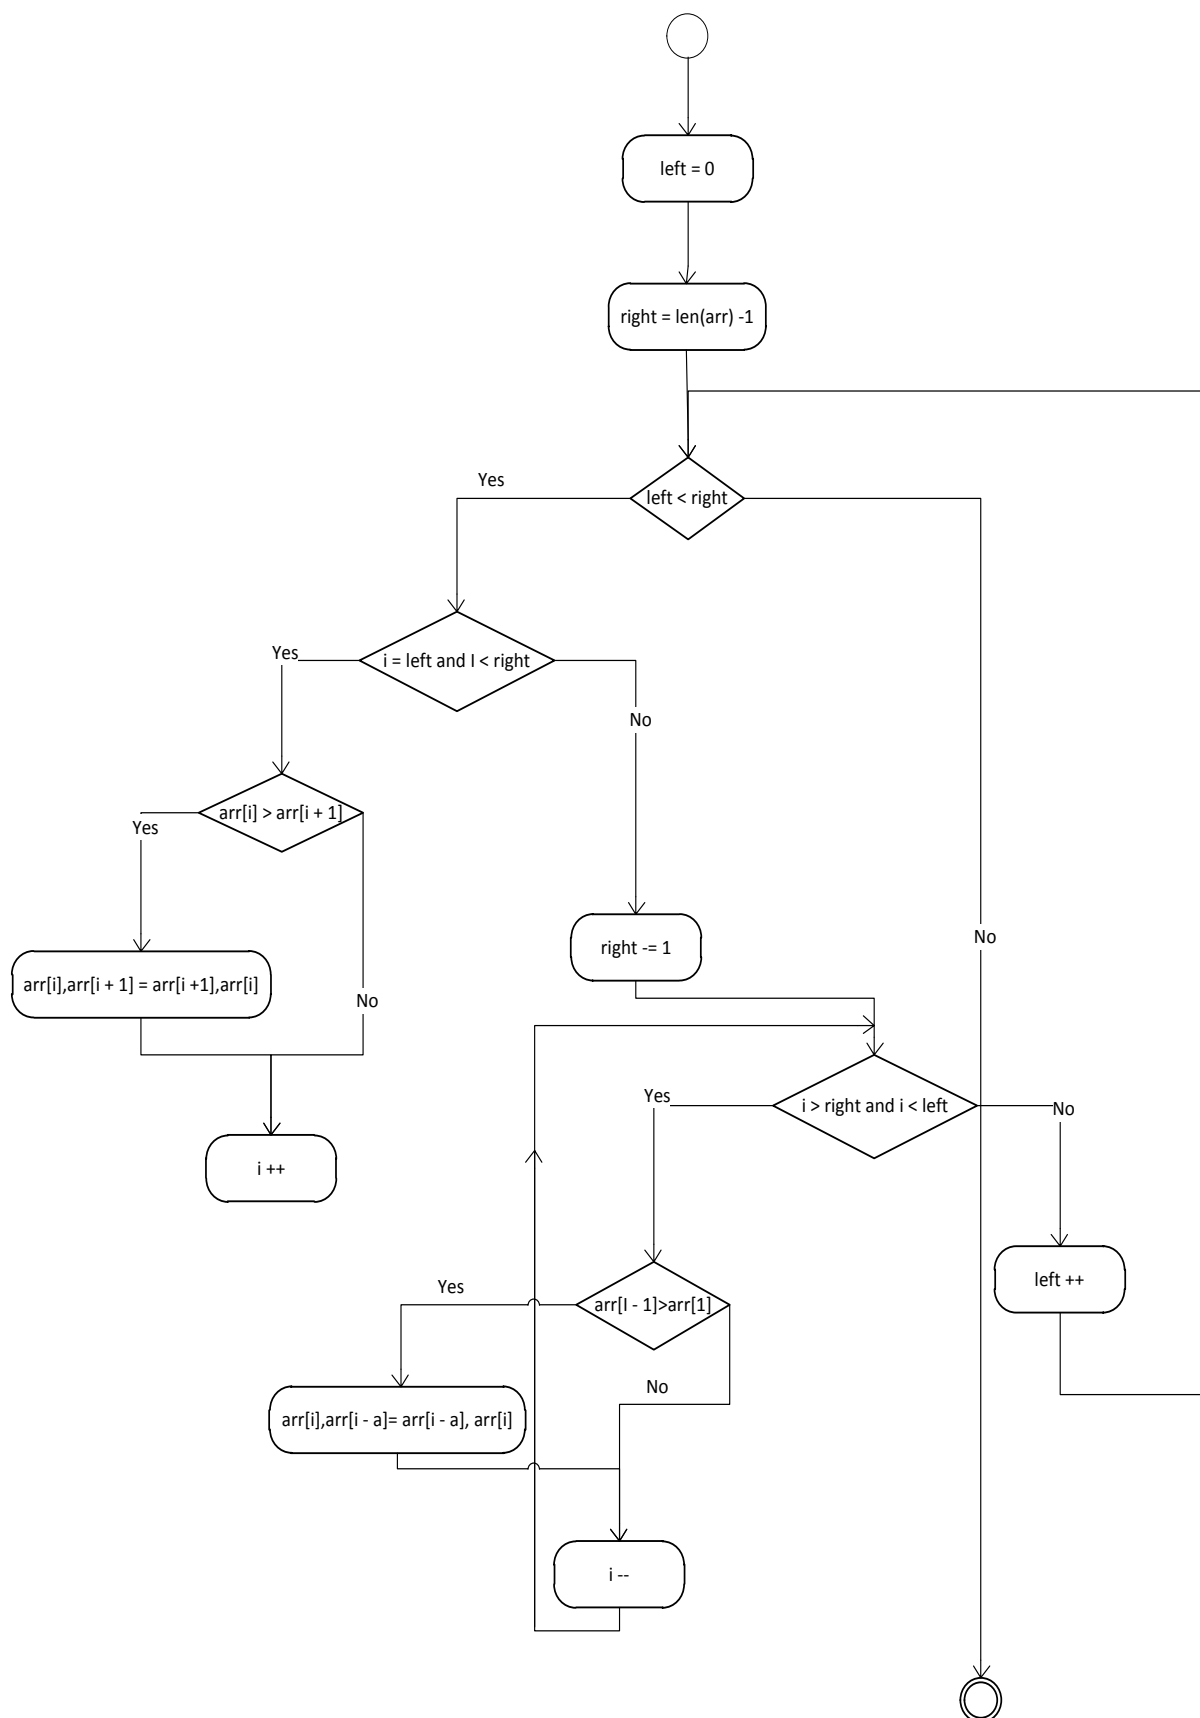 left = 0
right = len(arr) -1
left < right
Yes
i = left and I < right
Yes
No
arr[i] > arr[i + 1]
Yes
No
arr[i],arr[i + 1] = arr[i +1],arr[i]
right -= 1
No
i ++
i > right and i < left
Yes
No
left ++
arr[I - 1]>arr[1]
Yes
No
arr[i],arr[i - a]= arr[i - a], arr[i]
i --